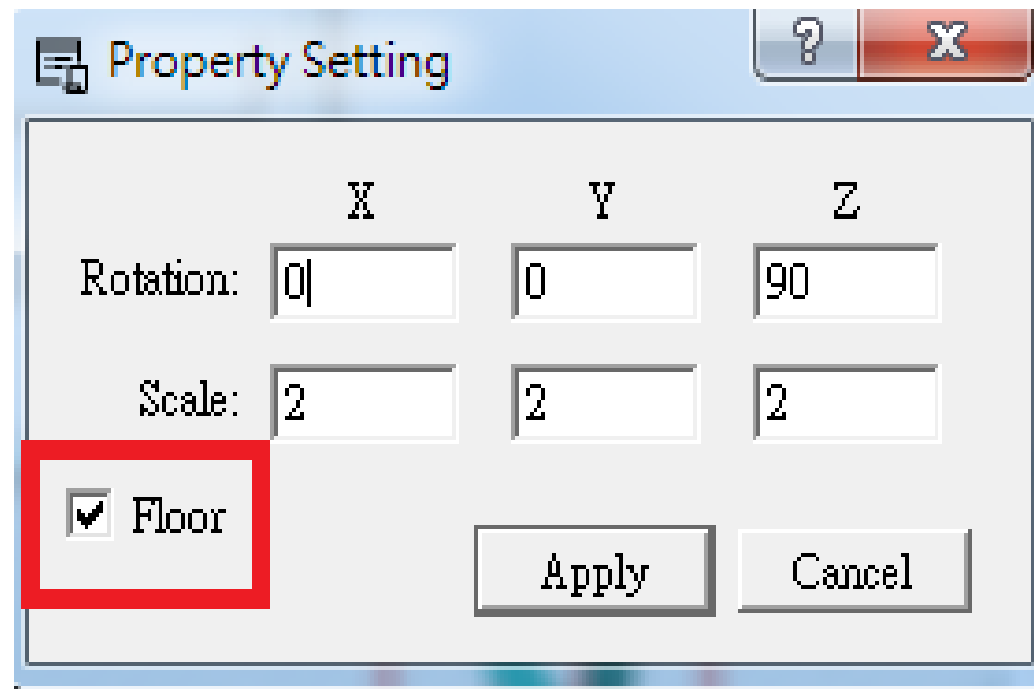 Property Setting ? X
X Y Z
Rotation: 0 0 90
Scale: 2 2 2
Floor
Apply Cancel